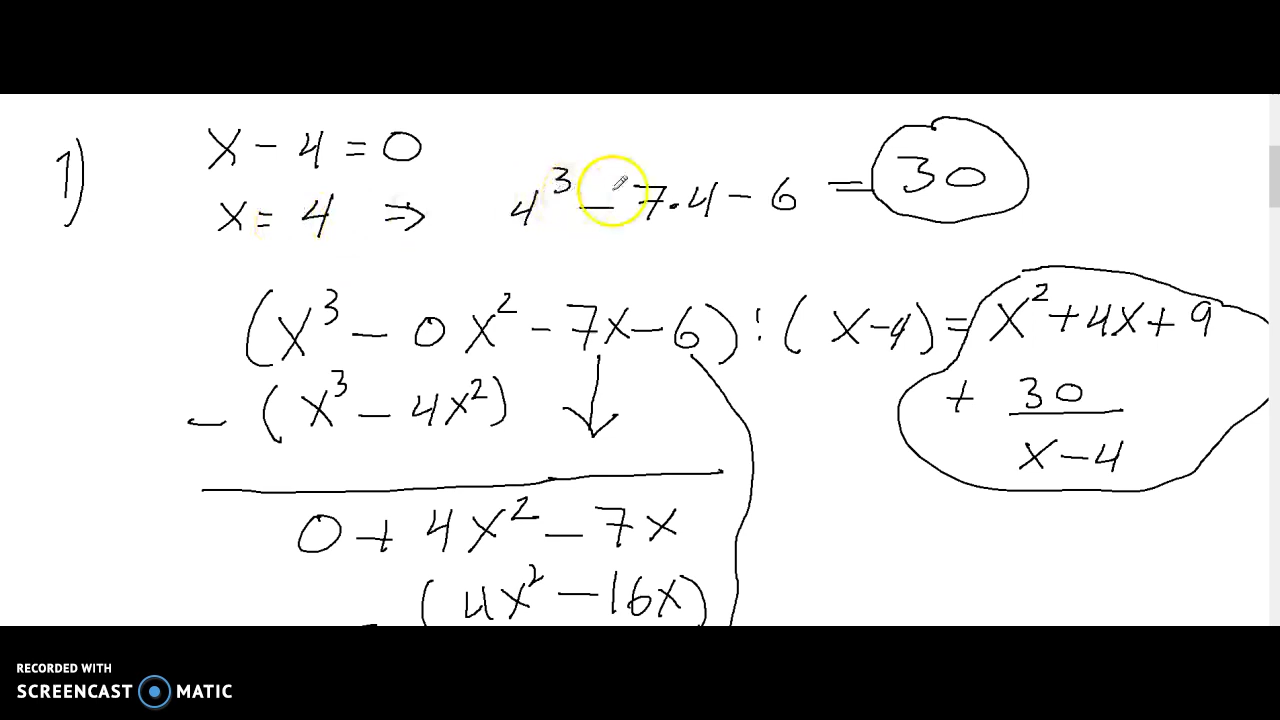 1) x - 4 = 0
x = 4 ⇒ 4³ - 7·4 - 6 = 30
(x³ - 0x² - 7x - 6) : (x - 4) = x² + 4x + 9
- (x³ - 4x²) ↓ + 30/(x - 4)
0 + 4x² - 7x
- (4x² - 16x)
RECORDED WITH
SCREENCAST MATIC